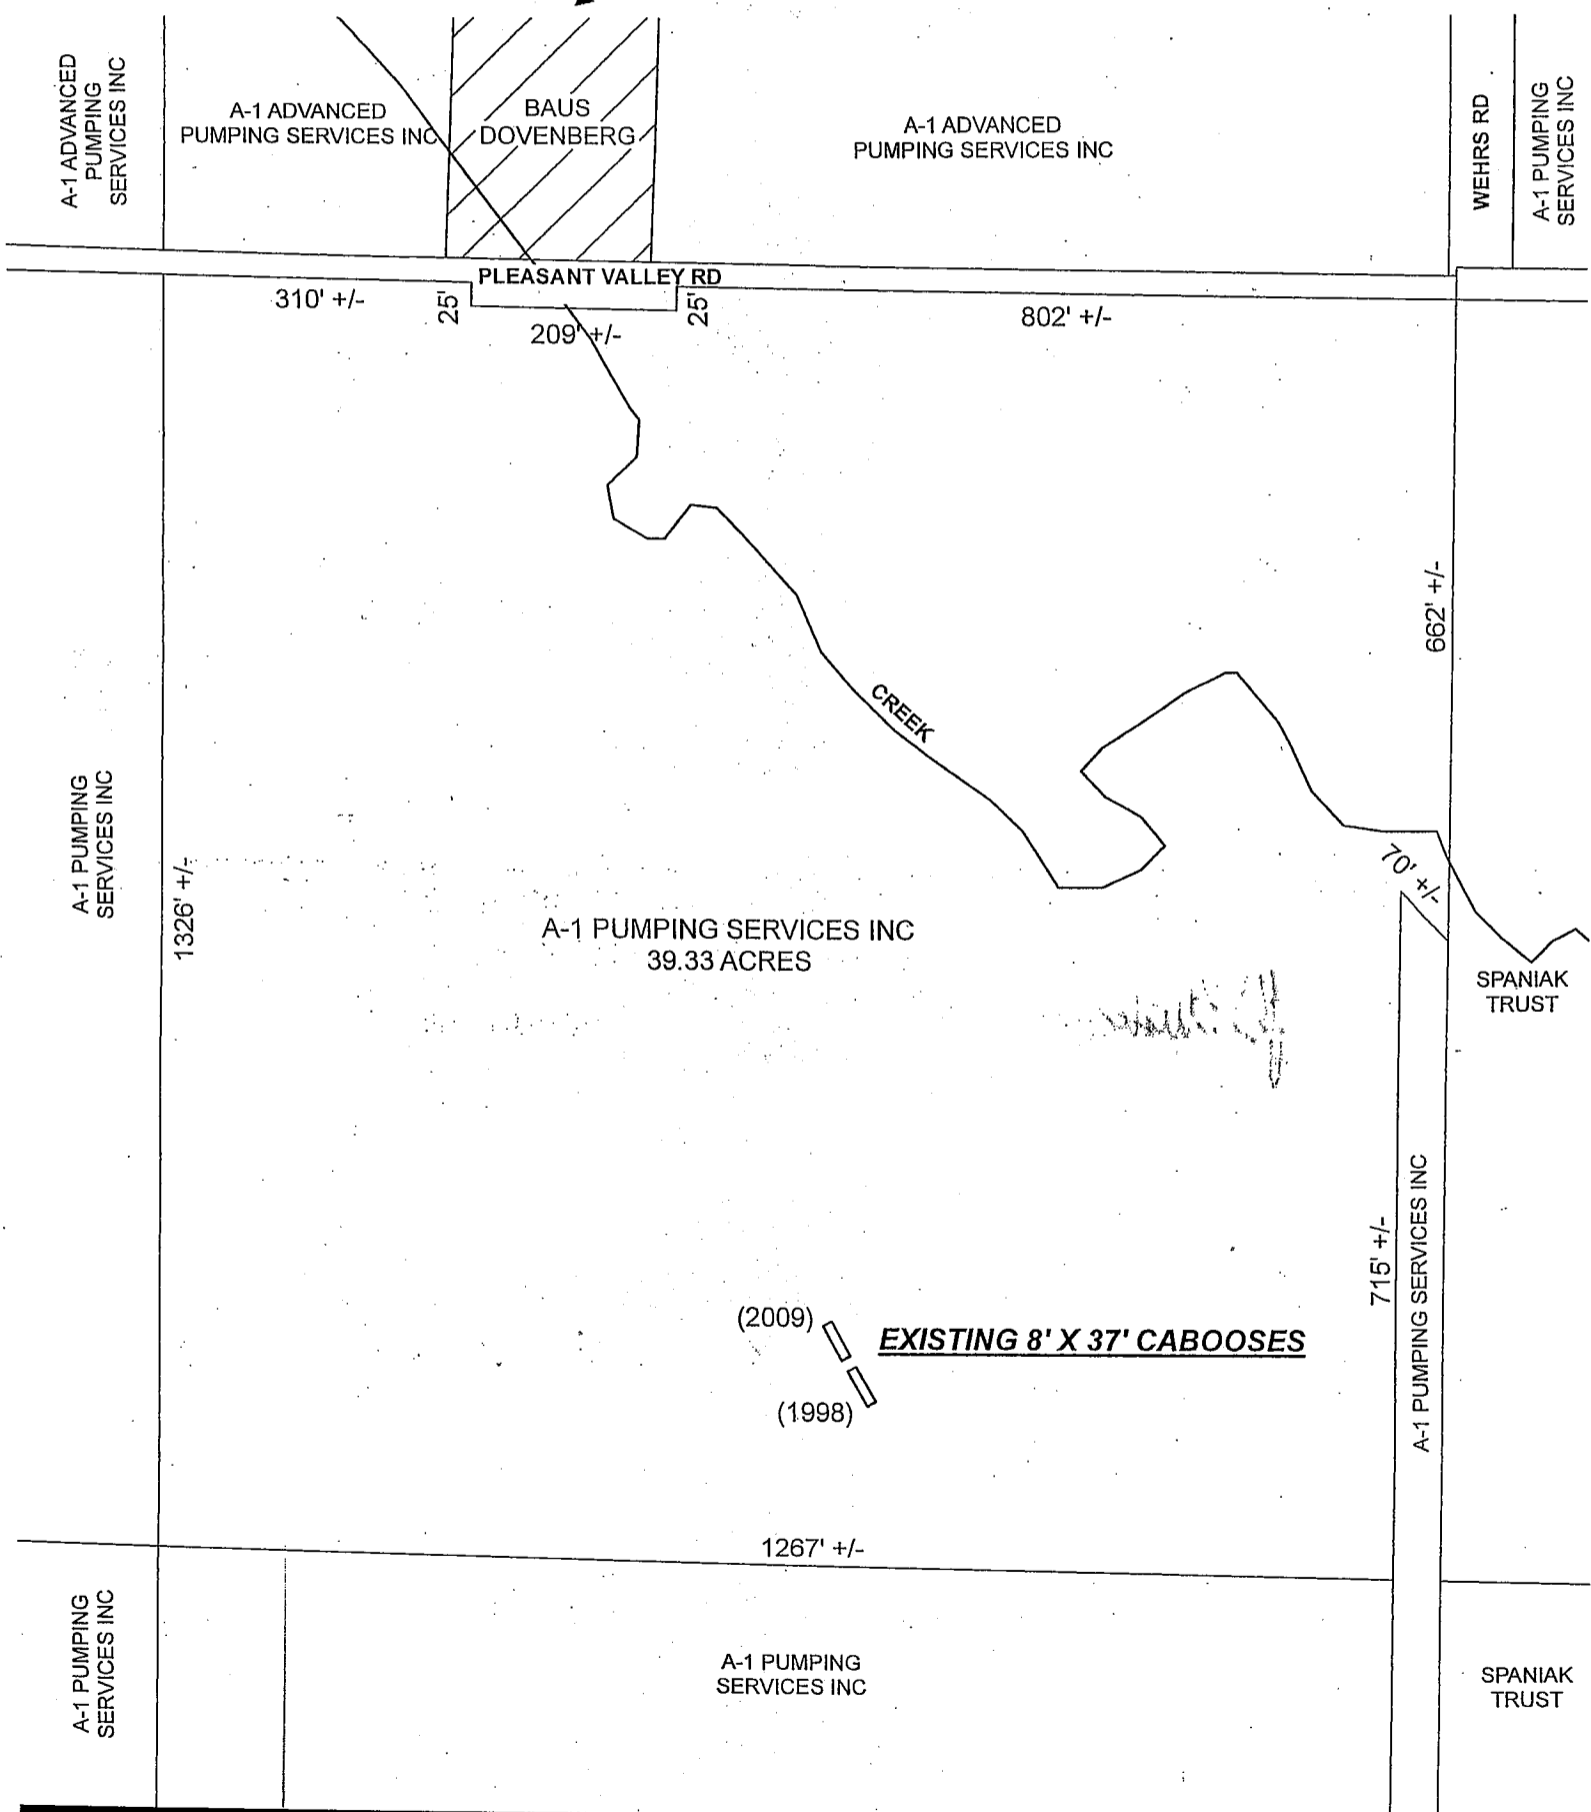 A-1 ADVANCED
PUMPING
SERVICES INC
A-1 ADVANCED
PUMPING SERVICES INC
BAUS
DOVENBERG
A-1 ADVANCED
PUMPING SERVICES INC
WEHRS RD
A-1 PUMPING
SERVICES INC
PLEASANT VALLEY RD
310' +/-
25'
209' +/-
25'
802' +/-
662' +/-
CREEK
70' +/-
A-1 PUMPING
SERVICES INC
1326' +/-
A-1 PUMPING SERVICES INC
39.33 ACRES
SPANIAK
TRUST
715' +/-
A-1 PUMPING SERVICES INC
(2009)
EXISTING 8' X 37' CABOOSES
(1998)
1267' +/-
A-1 PUMPING
SERVICES INC
A-1 PUMPING
SERVICES INC
SPANIAK
TRUST